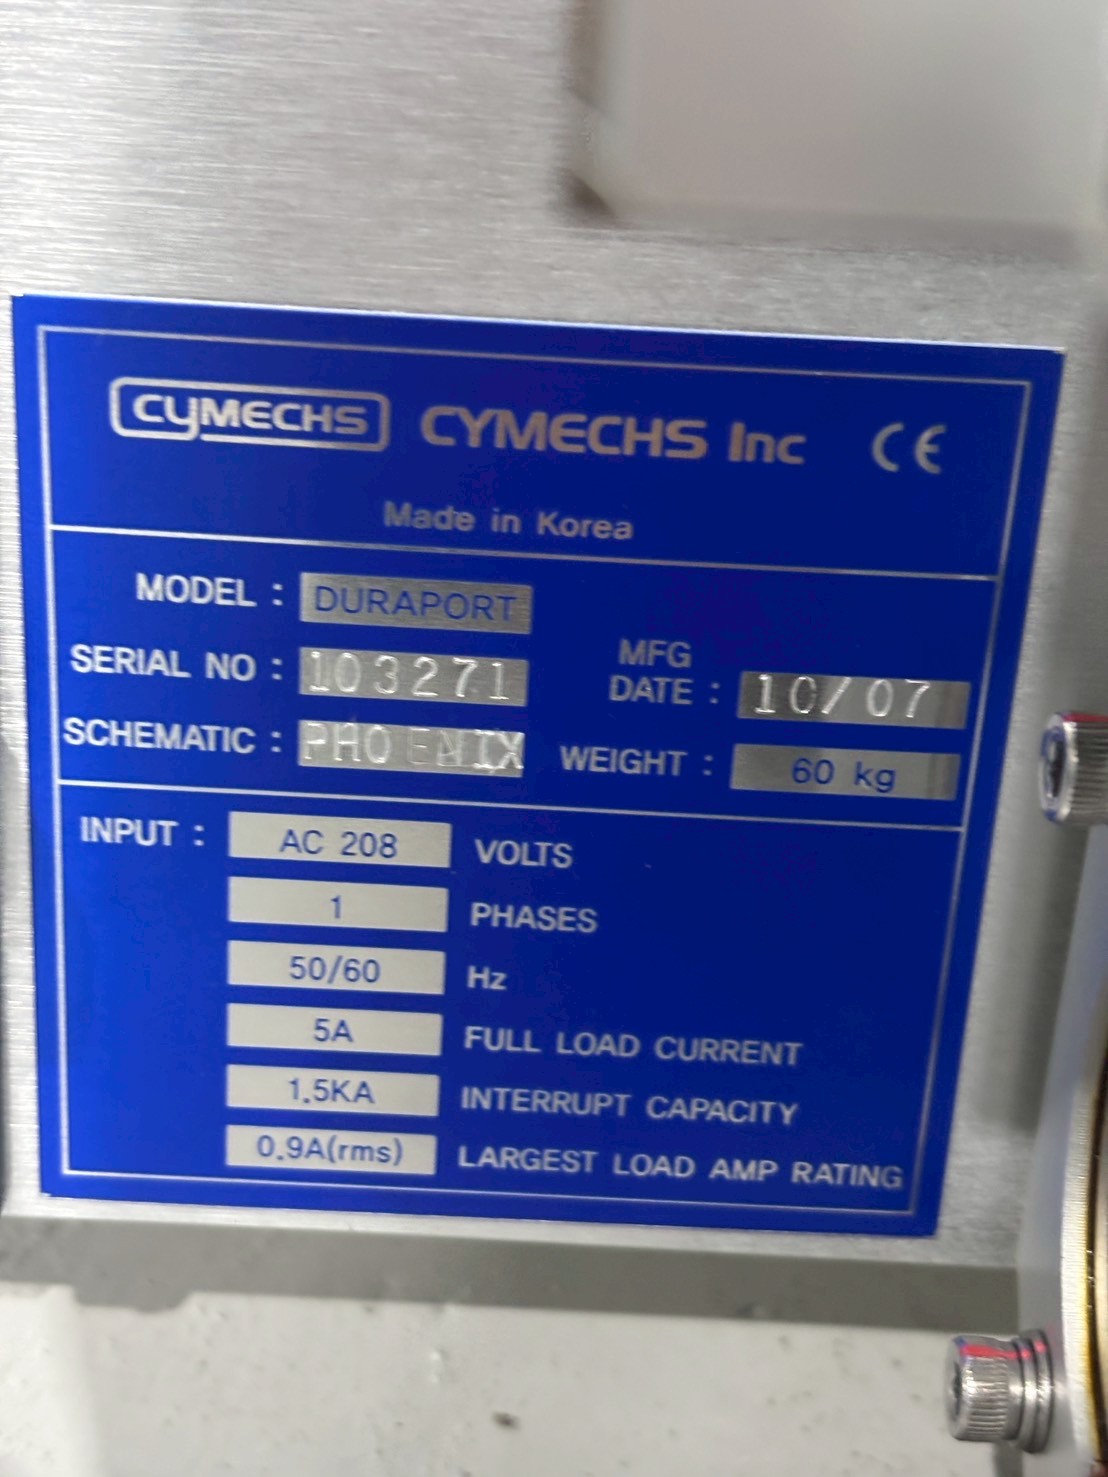 CYMECHS CYMECHS Inc CE
Made in Korea
MODEL : DURAPORT
SERIAL NO : 103271
MFG
DATE : 10/07
SCHEMATIC : PHOENIX
WEIGHT : 60 kg
INPUT : AC 208 VOLTS
1 PHASES
50/60 Hz
5A FULL LOAD CURRENT
1.5KA INTERRUPT CAPACITY
0.9A(rms) LARGEST LOAD AMP RATING